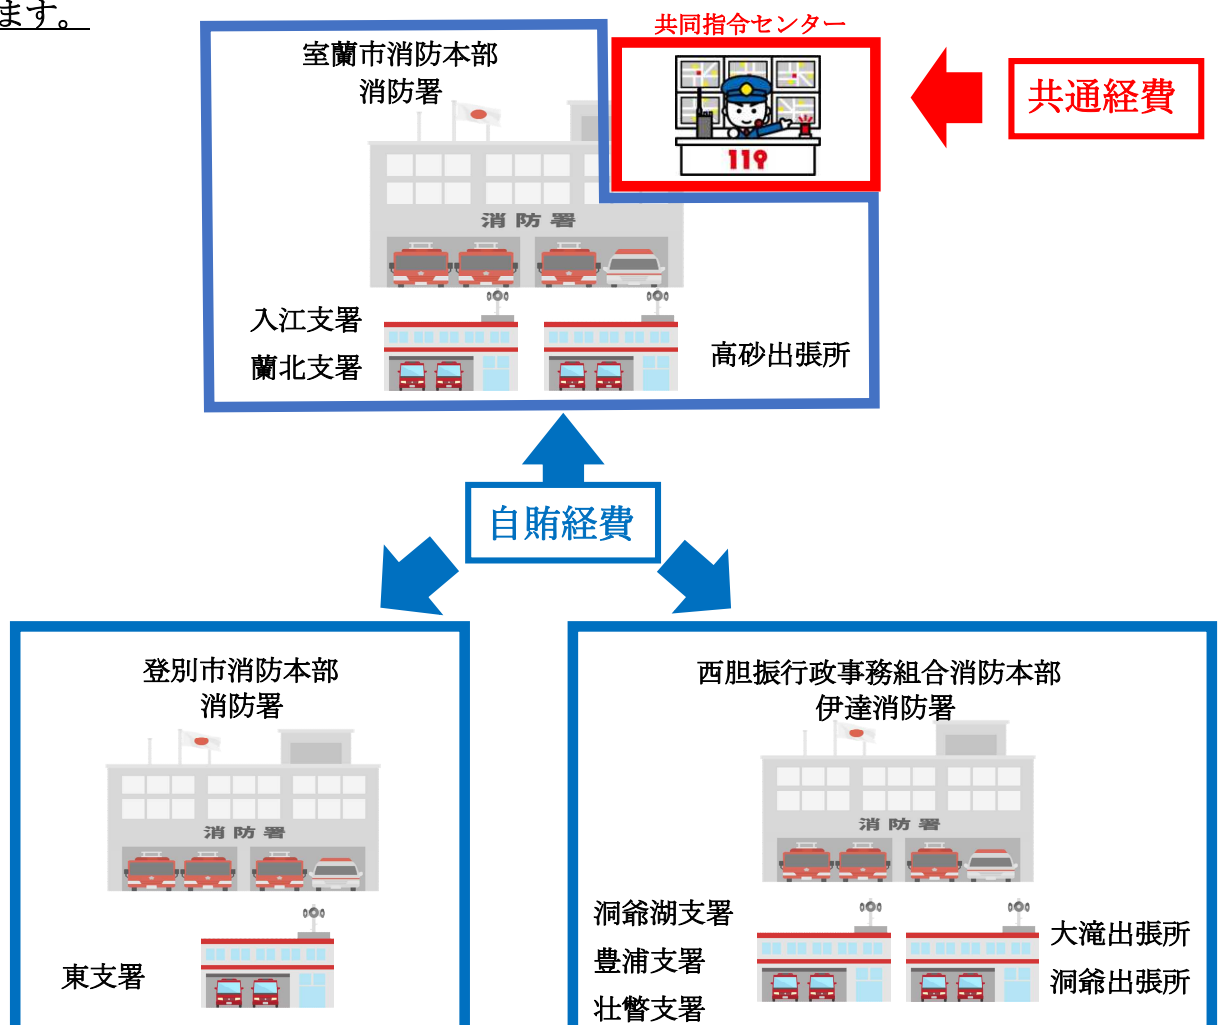 ます。
共同指令センター
室蘭市消防本部
消防署
共通経費
119
消防署
入江支署
蘭北支署
高砂出張所
自賄経費
登別市消防本部
消防署
消防署
東支署
西胆振行政事務組合消防本部
伊達消防署
消防署
洞爺湖支署
豊浦支署
壮瞥支署
大滝出張所
洞爺出張所